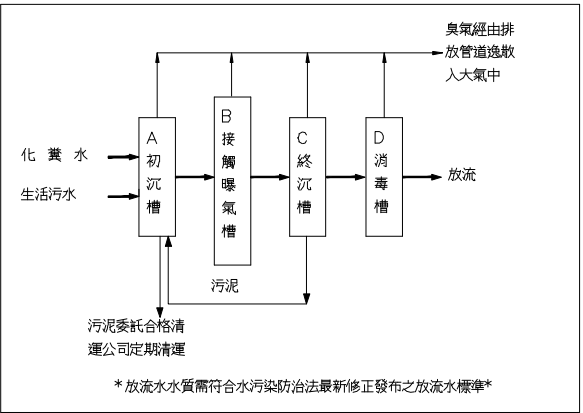 臭氣經由排
放管道逸散
入大氣中
A
初
沉
槽
B
接
觸
曝
氣
槽
C
終
沉
槽
D
消
毒
槽
化 糞 水
生活污水
放流
污泥
污泥委託合格清
運公司定期清運
*放流水水質需符合水污染防治法最新修正發布之放流水標準*